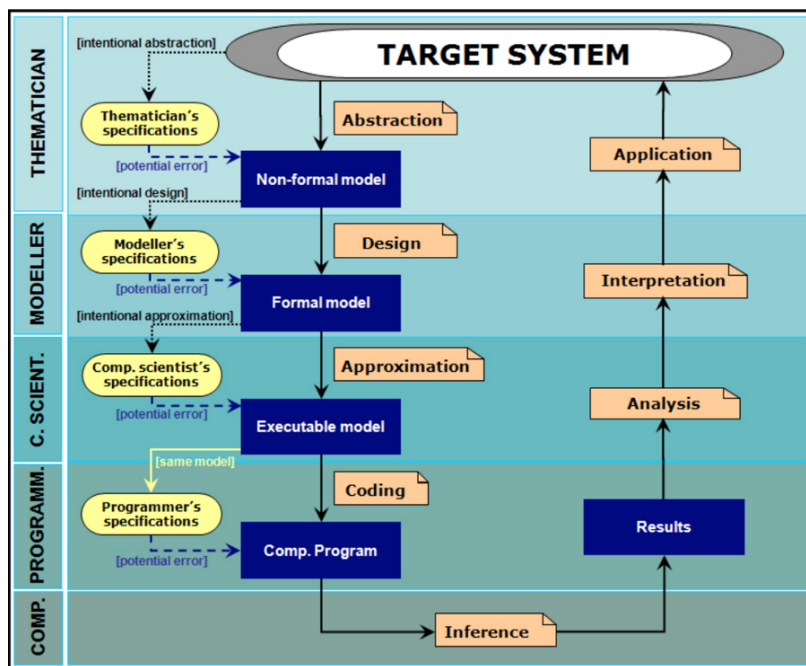 TARGET SYSTEM
THEMATICIAN
[intentional abstraction]
Thematician's
specifications
[potential error]
Abstraction
Non-formal model
Application
[intentional design]
MODELLER
Modeller's
specifications
[potential error]
Design
Formal model
Interpretation
[intentional approximation]
C. SCIENT.
Comp. scientist's
specifications
[potential error]
Approximation
Executable model
Analysis
[same model]
PROGRAMM.
Programmer's
specifications
[potential error]
Coding
Comp. Program
Results
COMP.
Inference